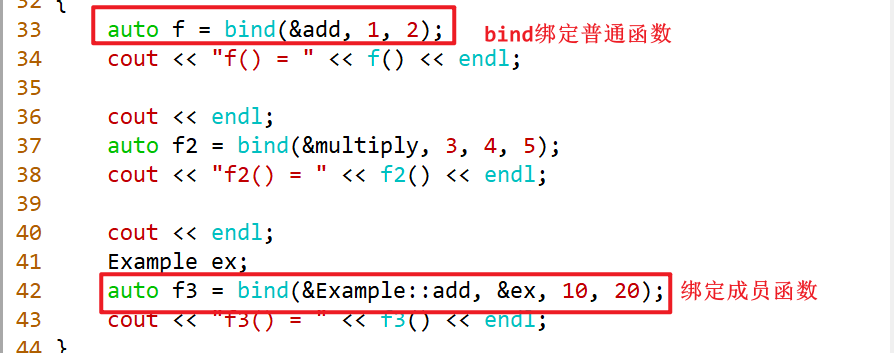 32 {
33 auto f = bind(&add, 1, 2); bind绑定普通函数
34 cout << "f() = " << f() << endl;
35
36 cout << endl;
37 auto f2 = bind(&multiply, 3, 4, 5);
38 cout << "f2() = " << f2() << endl;
39
40 cout << endl;
41 Example ex;
42 auto f3 = bind(&Example::add, &ex, 10, 20); 绑定成员函数
43 cout << "f3() = " << f3() << endl;
44 }